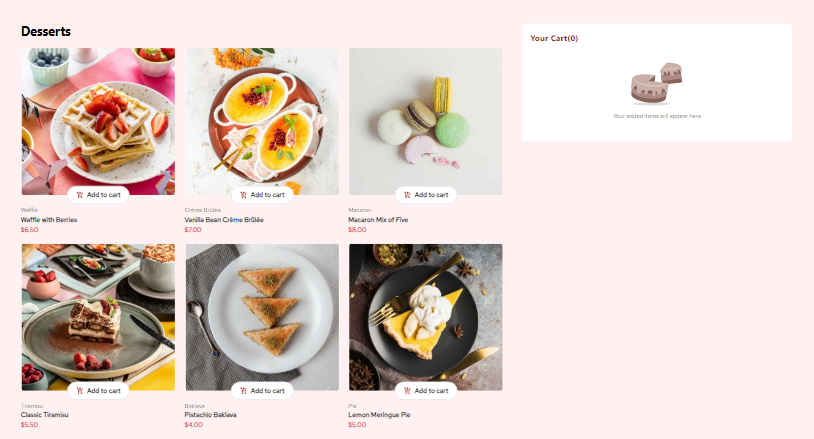 Desserts
Your Cart(0)
Your added items will appear here
Add to cart
Add to cart
Add to cart
Waffle
Waffle with Berries
$6.50
Crème Brûlée
Vanilla Bean Crème Brûlée
$7.00
Macaron
Macaron Mix of Five
$8.00
Add to cart
Add to cart
Add to cart
Tiramisu
Classic Tiramisu
$5.50
Baklava
Pistachio Baklava
$4.00
Pie
Lemon Meringue Pie
$5.00